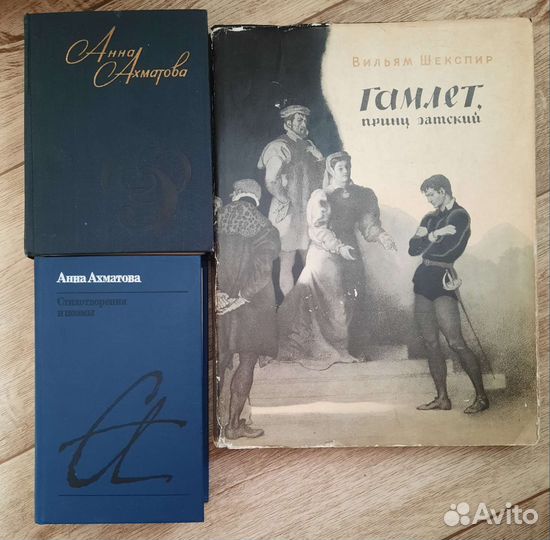 Анна
Ахматова
Анна Ахматова
Стихотворения
и поэмы
Вильям Шекспир
Гамлет,
принц датский
Avito